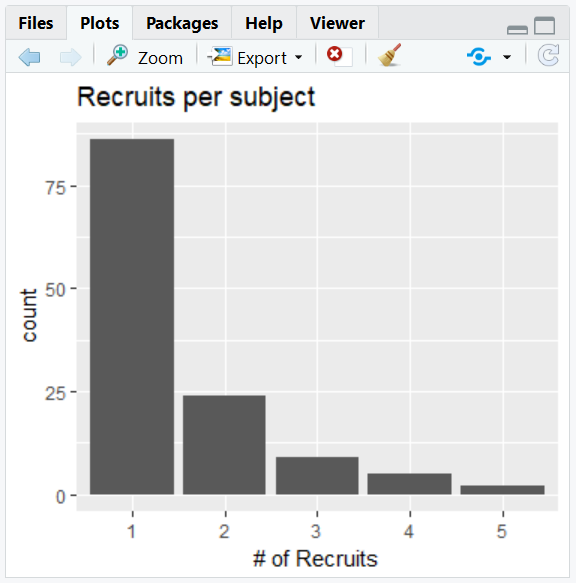 Files Plots Packages Help Viewer
Zoom Export
Recruits per subject
75
50
25
0
count
1 2 3 4 5
# of Recruits